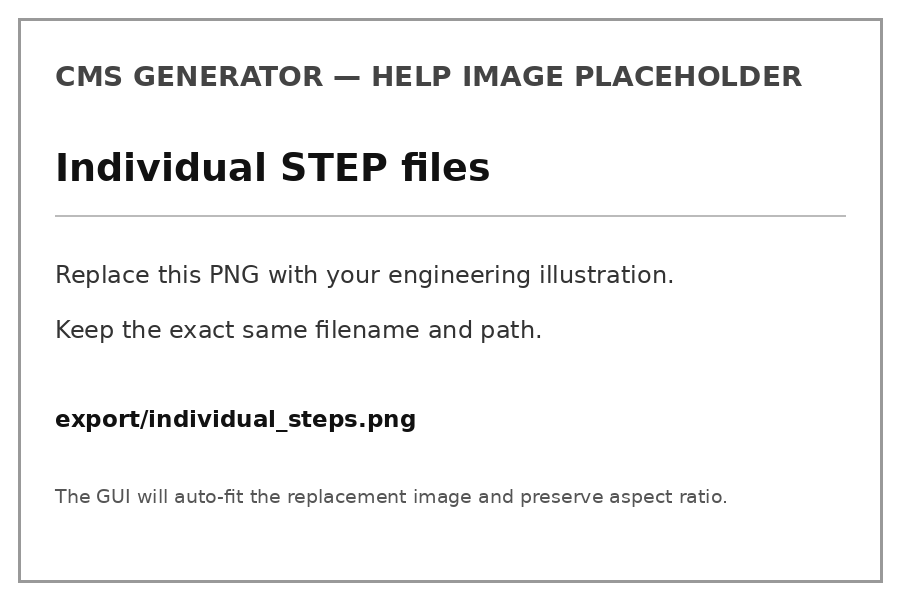 CMS GENERATOR — HELP IMAGE PLACEHOLDER
Individual STEP files
Replace this PNG with your engineering illustration.
Keep the exact same filename and path.
export/individual_steps.png
The GUI will auto-fit the replacement image and preserve aspect ratio.